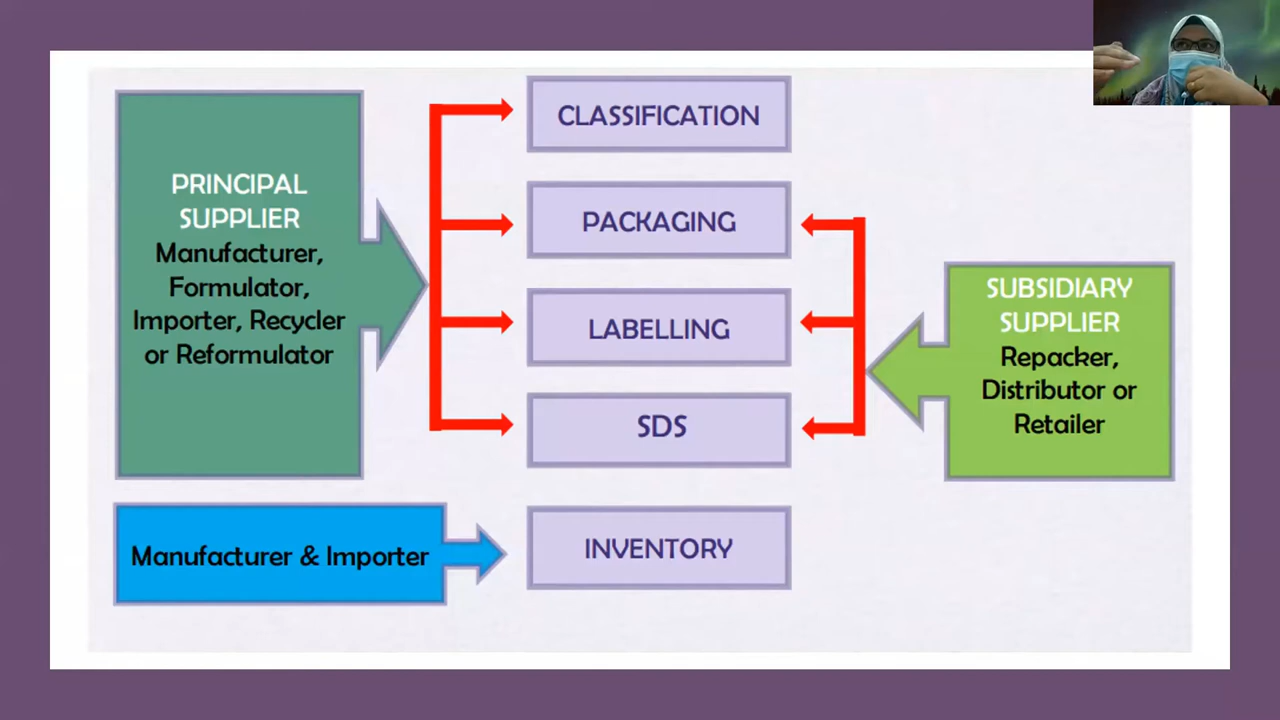 PRINCIPAL
SUPPLIER
Manufacturer,
Formulator,
Importer, Recycler
or Reformulator
CLASSIFICATION
PACKAGING
LABELLING
SDS
SUBSIDIARY
SUPPLIER
Repacker,
Distributor or
Retailer
Manufacturer & Importer
INVENTORY